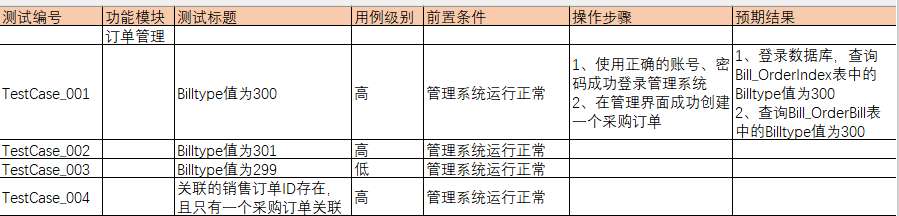 测试编号 功能模块 测试标题 用例级别 前置条件 操作步骤 预期结果
订单管理
TestCase_001 Billtype值为300 高 管理系统运行正常
1、使用正确的账号、密
码成功登录管理系统
2、在管理界面成功创建
一个采购订单
1、登录数据库，查询
Bill_OrderIndex表中的
Billtype值为300
2、查询Bill_OrderBill表
中的Billtype值为300
TestCase_002 Billtype值为301 高 管理系统运行正常
TestCase_003 Billtype值为299 低 管理系统运行正常
TestCase_004
关联的销售订单ID存在，
且只有一个采购订单关联
高 管理系统运行正常